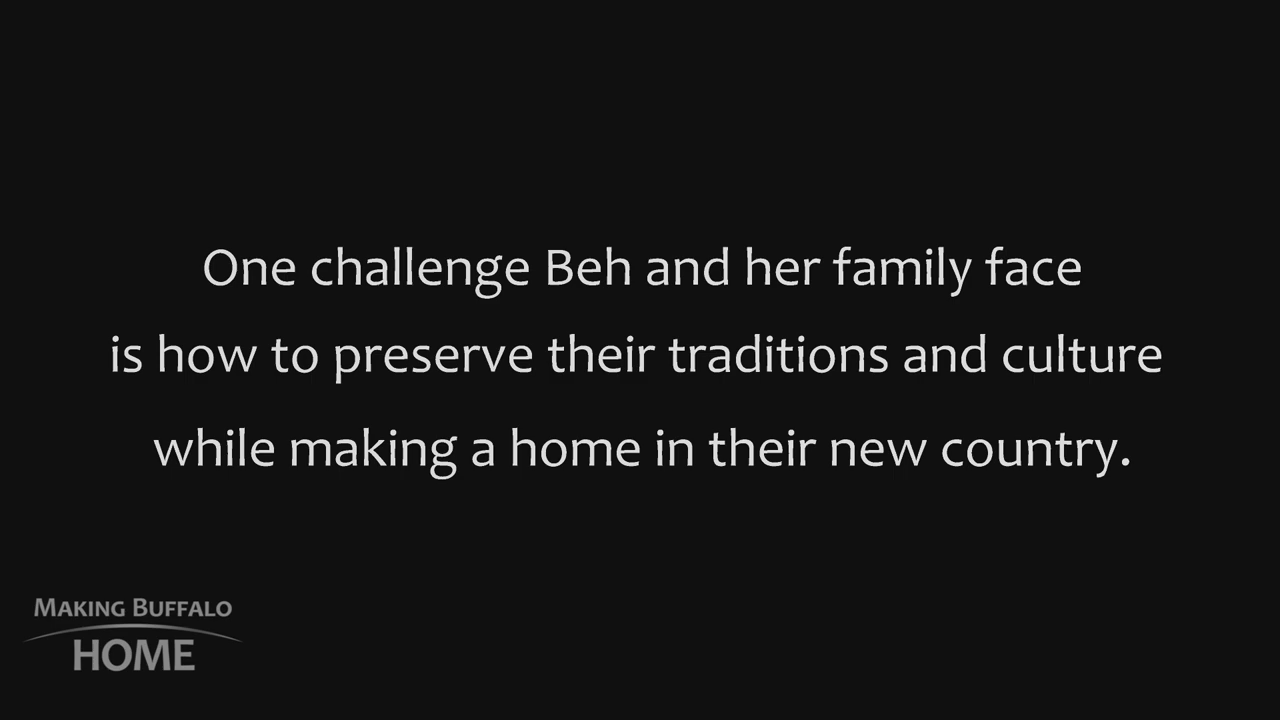 One challenge Beh and her family face
is how to preserve their traditions and culture
while making a home in their new country.
MAKING BUFFALO
HOME